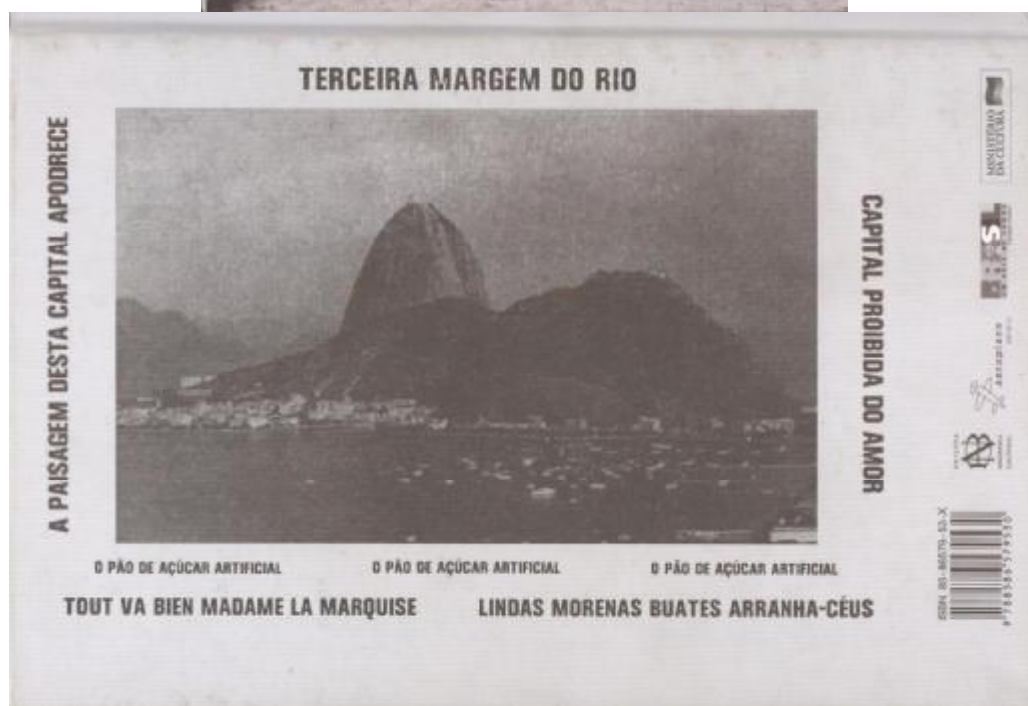 TERCEIRA MARGEM DO RIO
A PAISAGEM DESTA CAPITAL APODRECE
CAPITAL PROIBIDA DO AMOR
O PÃO DE AÇÚCAR ARTIFICIAL
O PÃO DE AÇÚCAR ARTIFICIAL
O PÃO DE AÇÚCAR ARTIFICIAL
TOUT VA BIEN MADAME LA MARQUISE
LINDAS MORENAS BUATES ARRANHA-CÉUS
MINISTÉRIO
DA CULTURA
aeroplano